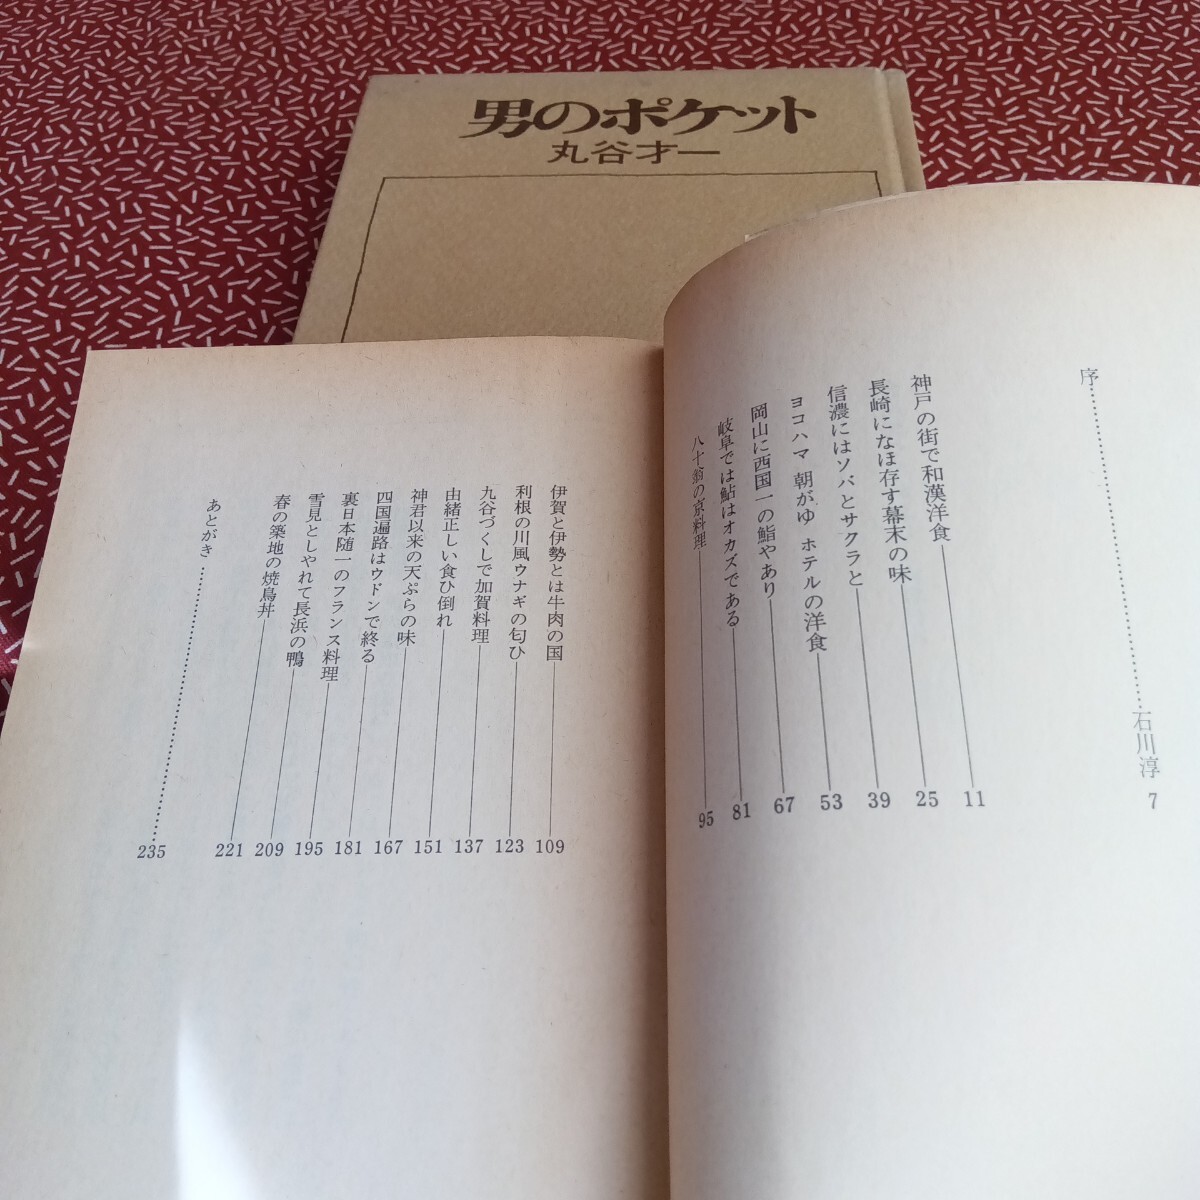 男のポケット
丸谷才一
序……石川淳 7
神戸の街で和漢洋食 11
長崎になほ存す幕末の味 25
信濃にはソバとサクラと 39
ヨコハマ 朝がゆ ホテルの洋食 53
岡山に西国一の鮨やあり 67
岐阜では鮎はオカズである 81
八十翁の京料理 95
伊賀と伊勢とは牛肉の国 109
利根の川風ウナギの匂ひ 123
九谷づくしで加賀料理 137
由緒正しい食ひ倒れ 151
神君以来の天ぷらの味 167
四国遍路はウドンで終る 181
裏日本随一のフランス料理 195
雪見としやれて長浜の鴨 209
春の築地の焼鳥丼 221
あとがき……235